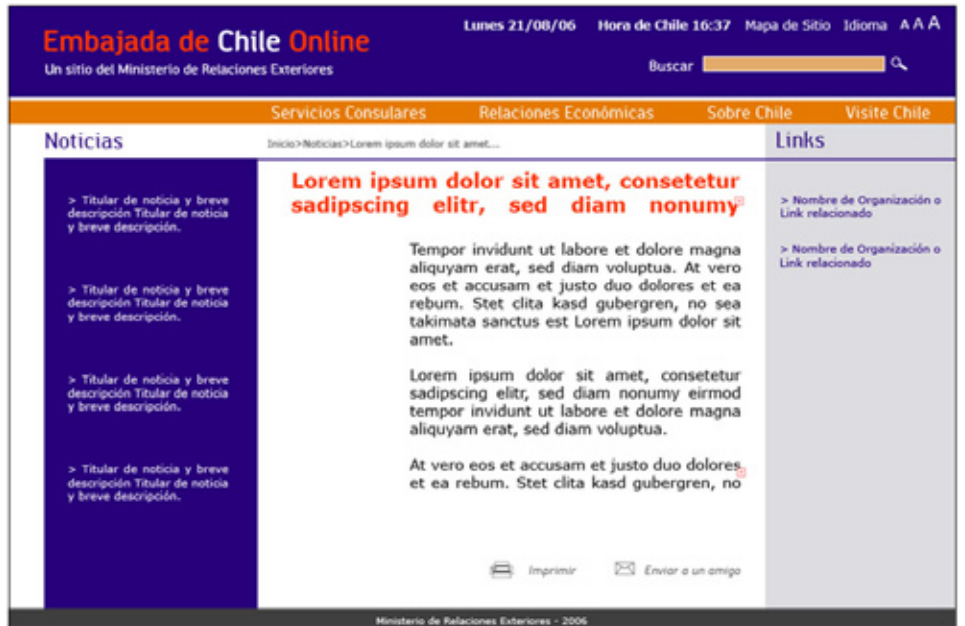 Lunes 21/08/06 Hora de Chile 16:37 Mapa de Sitio Idioma A A A
Embajada de Chile Online
Un sitio del Ministerio de Relaciones Exteriores
Buscar
Servicios Consulares Relaciones Económicas Sobre Chile Visite Chile
Noticias
> Titular de noticia y breve
descripción Titular de noticia
y breve descripción.
> Titular de noticia y breve
descripción Titular de noticia
y breve descripción.
> Titular de noticia y breve
descripción Titular de noticia
y breve descripción.
> Titular de noticia y breve
descripción Titular de noticia
y breve descripción.
Inicio>Noticias>Lorem ipsum dolor sit amet...
Lorem ipsum dolor sit amet, consetetur
sadipscing elitr, sed diam nonumy
Tempor invidunt ut labore et dolore magna
aliquyam erat, sed diam voluptua. At vero
eos et accusam et justo duo dolores et ea
rebum. Stet clita kasd gubergren, no sea
takimata sanctus est Lorem ipsum dolor sit
amet.
Lorem ipsum dolor sit amet, consetetur
sadipscing elitr, sed diam nonumy eirmod
tempor invidunt ut labore et dolore magna
aliquyam erat, sed diam voluptua.
At vero eos et accusam et justo duo dolores
et ea rebum. Stet clita kasd gubergren, no
Imprimir Enviar a un amigo
Links
> Nombre de Organización o
Link relacionado
> Nombre de Organización o
Link relacionado
Ministerio de Relaciones Exteriores - 2006